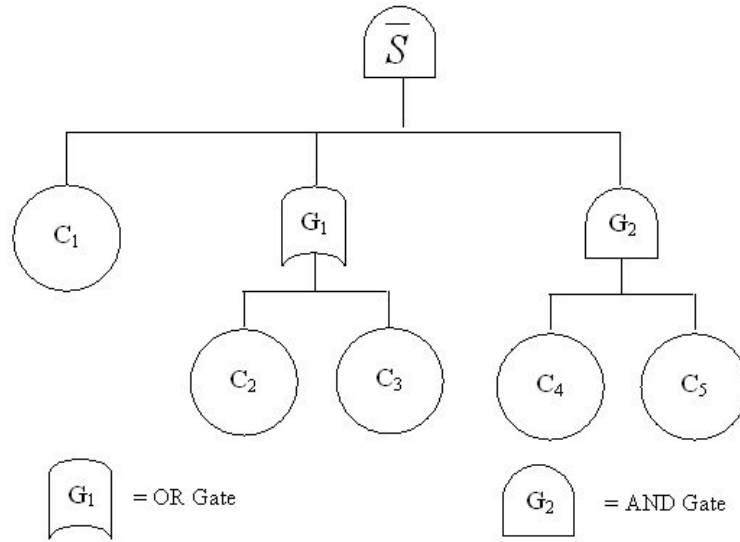 S̅
C₁
G₁
G₂
C₂
C₃
C₄
C₅
G₁ = OR Gate
G₂ = AND Gate